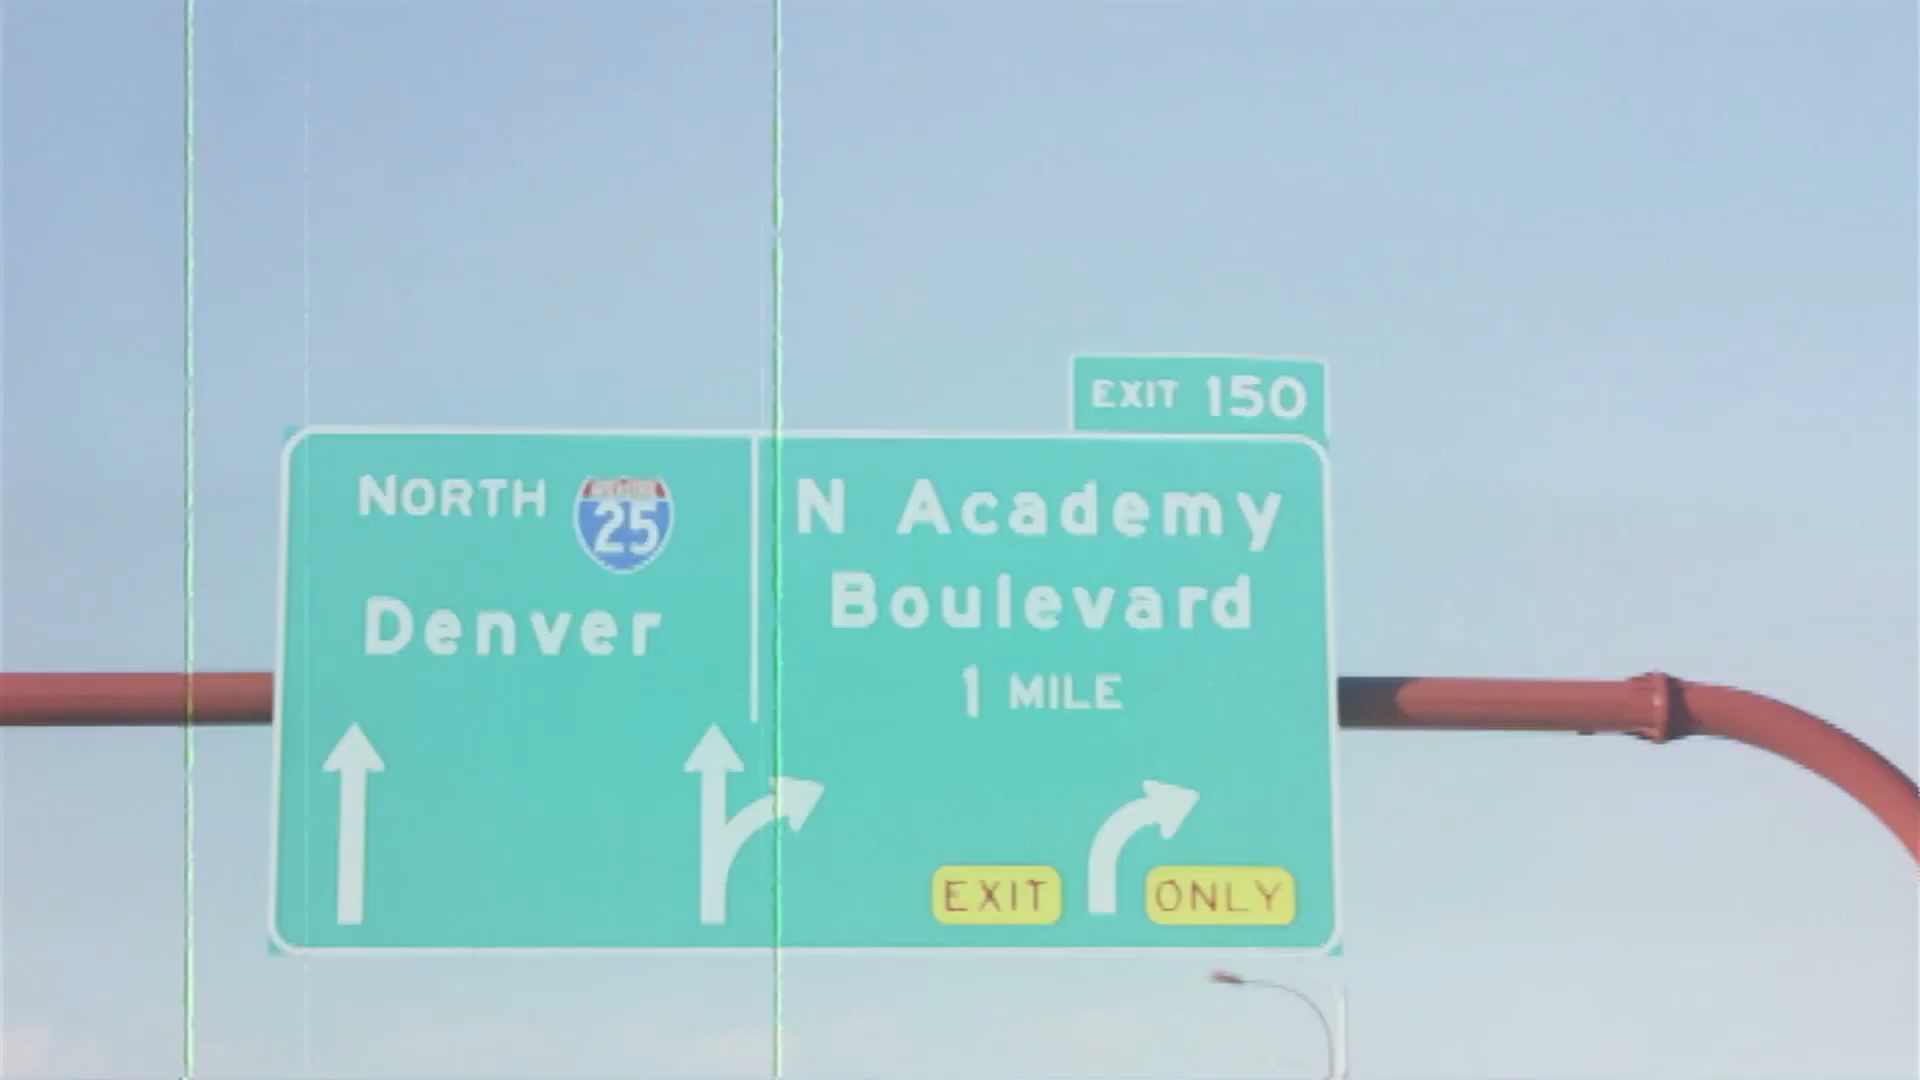 EXIT 150
NORTH 25
Denver
N Academy
Boulevard
1 MILE
EXIT ONLY